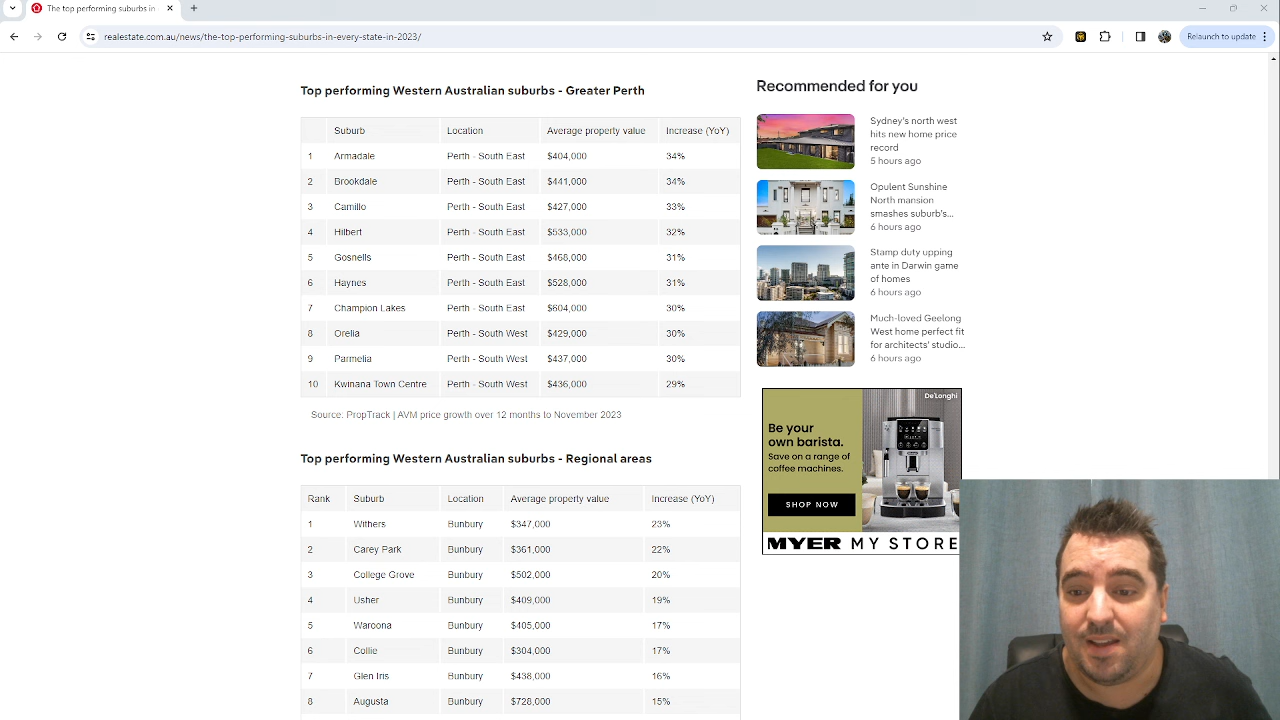 The top performing suburbs in
realestate.com.au/news/the-top-performing-suburbs-in-every-state-in-2023/
Relaunch to update
Top performing Western Australian suburbs - Greater Perth
Suburb Location Average property value Increase (YoY)
1 Armadale Perth - South East $404,000 34%
2 Brookdale Perth - South East $441,000 34%
3 Camillo Perth - South East $427,000 33%
4 Hilbert Perth - South East 32%
5 Gosnells Perth - South East $468,000 31%
6 Haynes Perth - South East 31%
7 Champion Lakes Perth - South East $604,000 30%
8 Orelia Perth - South West $429,000 30%
9 Parmelia Perth - South West $437,000 30%
10 Kwinana Town Centre Perth - South West $436,000 29%
Source: PropTrack | AVM price growth over 12 months to November 2023
Top performing Western Australian suburbs - Regional areas
Rank Suburb Location Average property value Increase (YoY)
1 Withers Bunbury $347,000 23%
2 Carey Park Bunbury $361,000 22%
3 College Grove Bunbury $502,000 20%
4 Usher Bunbury $409,000 19%
5 Waroona Bunbury $405,000 17%
6 Collie Bunbury $304,000 17%
7 Glen Iris Bunbury $438,000 16%
8 Augusta Bunbury $728,000 15%
Recommended for you
Sydney's north west
hits new home price
record
5 hours ago
Opulent Sunshine
North mansion
smashes suburb's...
6 hours ago
Stamp duty upping
ante in Darwin game
of homes
6 hours ago
Much-loved Geelong
West home perfect fit
for architects' studio...
6 hours ago
De'Longhi
Be your
own barista.
Save on a range of
coffee machines.
SHOP NOW
MYER MY STORE